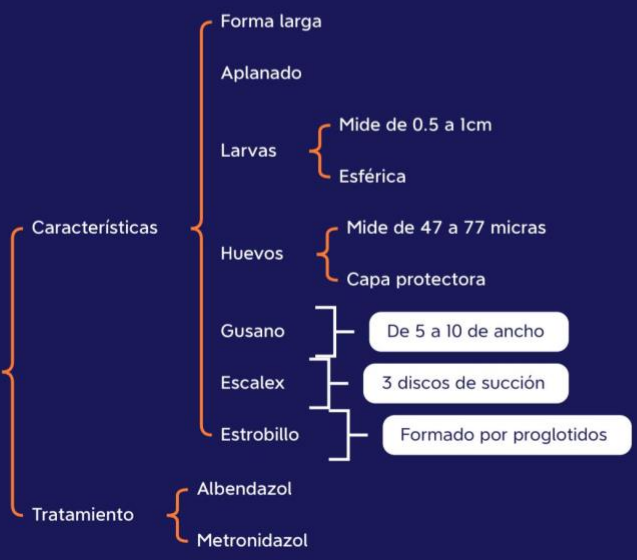 Forma larga
Aplanado
Larvas
Mide de 0.5 a 1cm
Esférica
Características
Huevos
Mide de 47 a 77 micras
Capa protectora
Gusano
De 5 a 10 de ancho
Escalex
3 discos de succión
Estrobillo
Formado por proglotidos
Tratamiento
Albendazol
Metronidazol